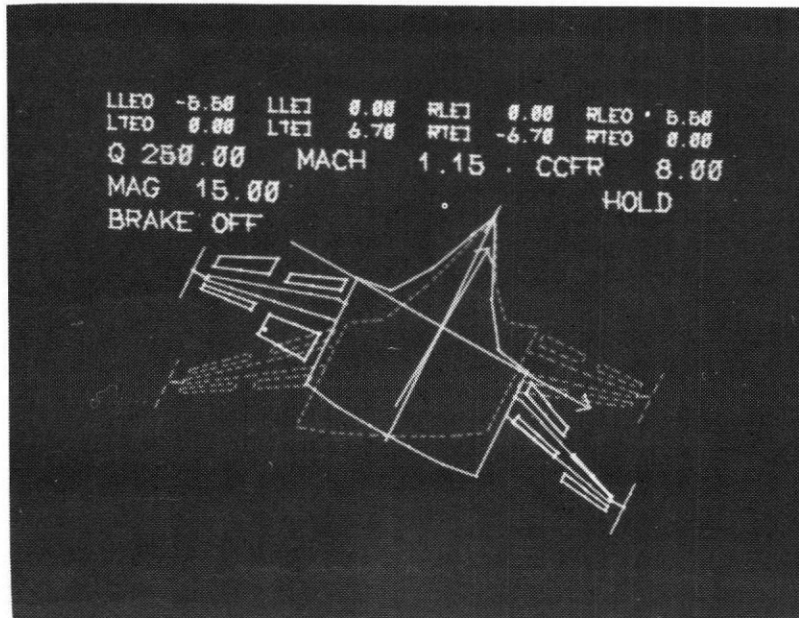 LLEO -5.50 LLEI 0.00 RLEI 0.00 RLEO 5.50
LTEO 0.00 LTEI 6.70 RTEI -6.70 RTEO 0.00
Q 250.00 MACH 1.15 CCFR 8.00
MAG 15.00 HOLD
BRAKE OFF